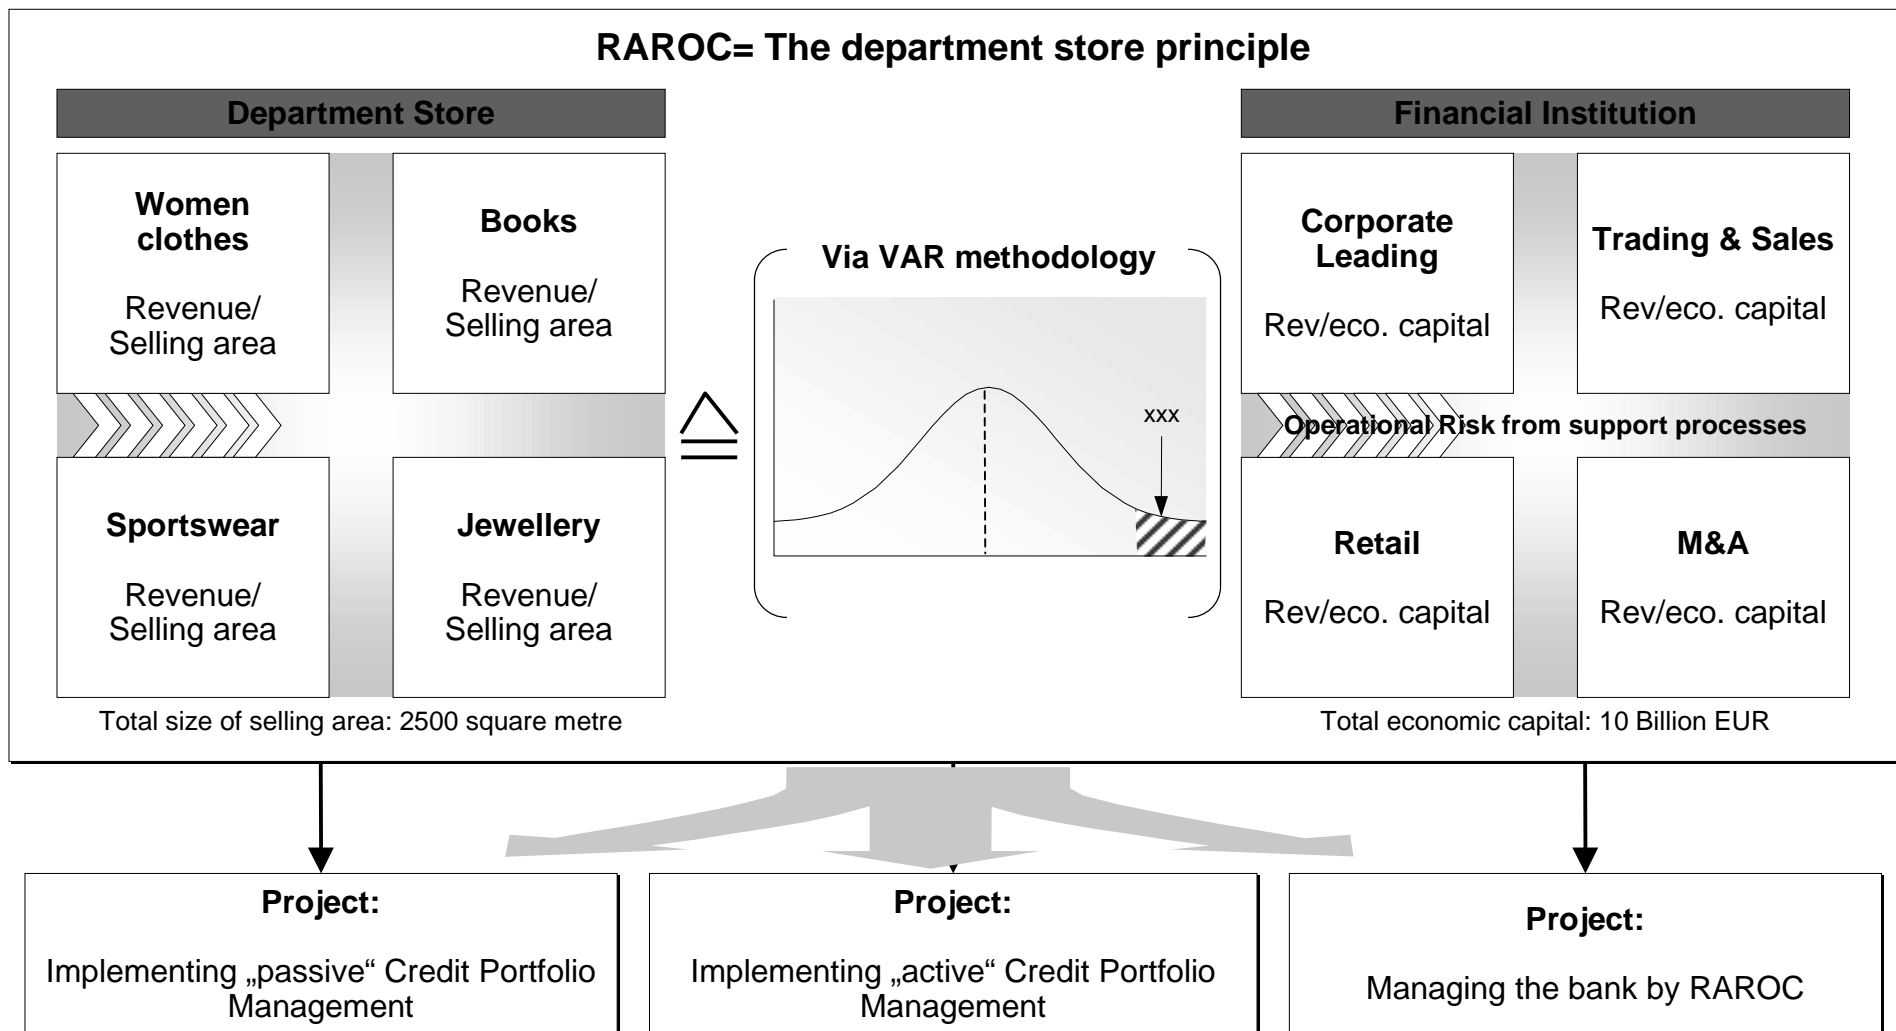 RAROC= The department store principle
Department Store
Women
clothes
Revenue/
Selling area
Books
Revenue/
Selling area
Sportswear
Revenue/
Selling area
Jewellery
Revenue/
Selling area
Total size of selling area: 2500 square metre
Via VAR methodology
xxx
Financial Institution
Corporate
Leading
Rev/eco. capital
Trading & Sales
Rev/eco. capital
Operational Risk from support processes
Retail
Rev/eco. capital
M&A
Rev/eco. capital
Total economic capital: 10 Billion EUR
Project:
Implementing „passive“ Credit Portfolio
Management
Project:
Implementing „active“ Credit Portfolio
Management
Project:
Managing the bank by RAROC